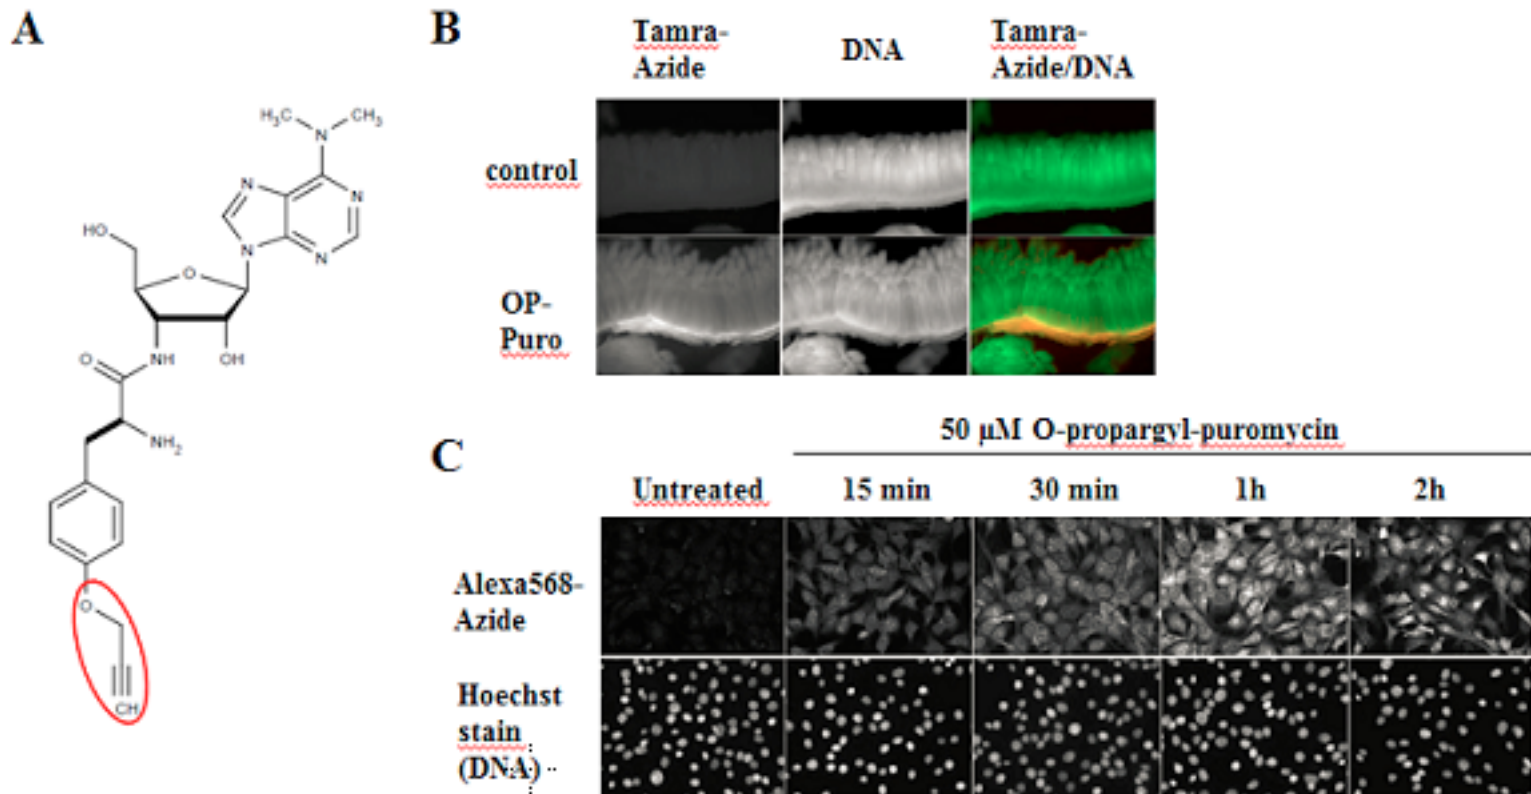 A
H₃C
CH₃
N
N
N
N
N
HO
O
O
NH
OH
NH₂
O
CH
B
Tamra-
Azide
DNA
Tamra-
Azide/DNA
control
OP-
Puro
C
50 µM O-propargyl-puromycin
Untreated
15 min
30 min
1h
2h
Alexa568-
Azide
Hoechst
stain
(DNA)